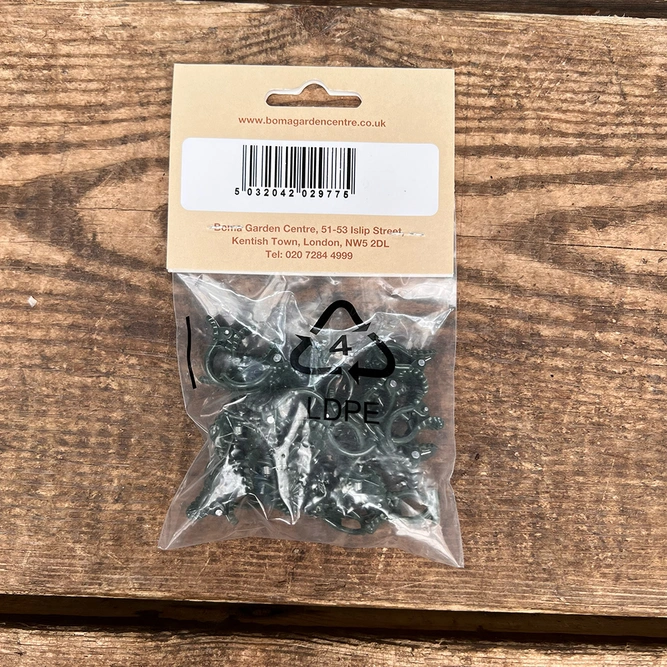 www.bomagardencentre.co.uk
5 032042 029775
Boma Garden Centre, 51-53 Islip Street,
Kentish Town, London, NW5 2DL
Tel: 020 7284 4999
4
LDPE